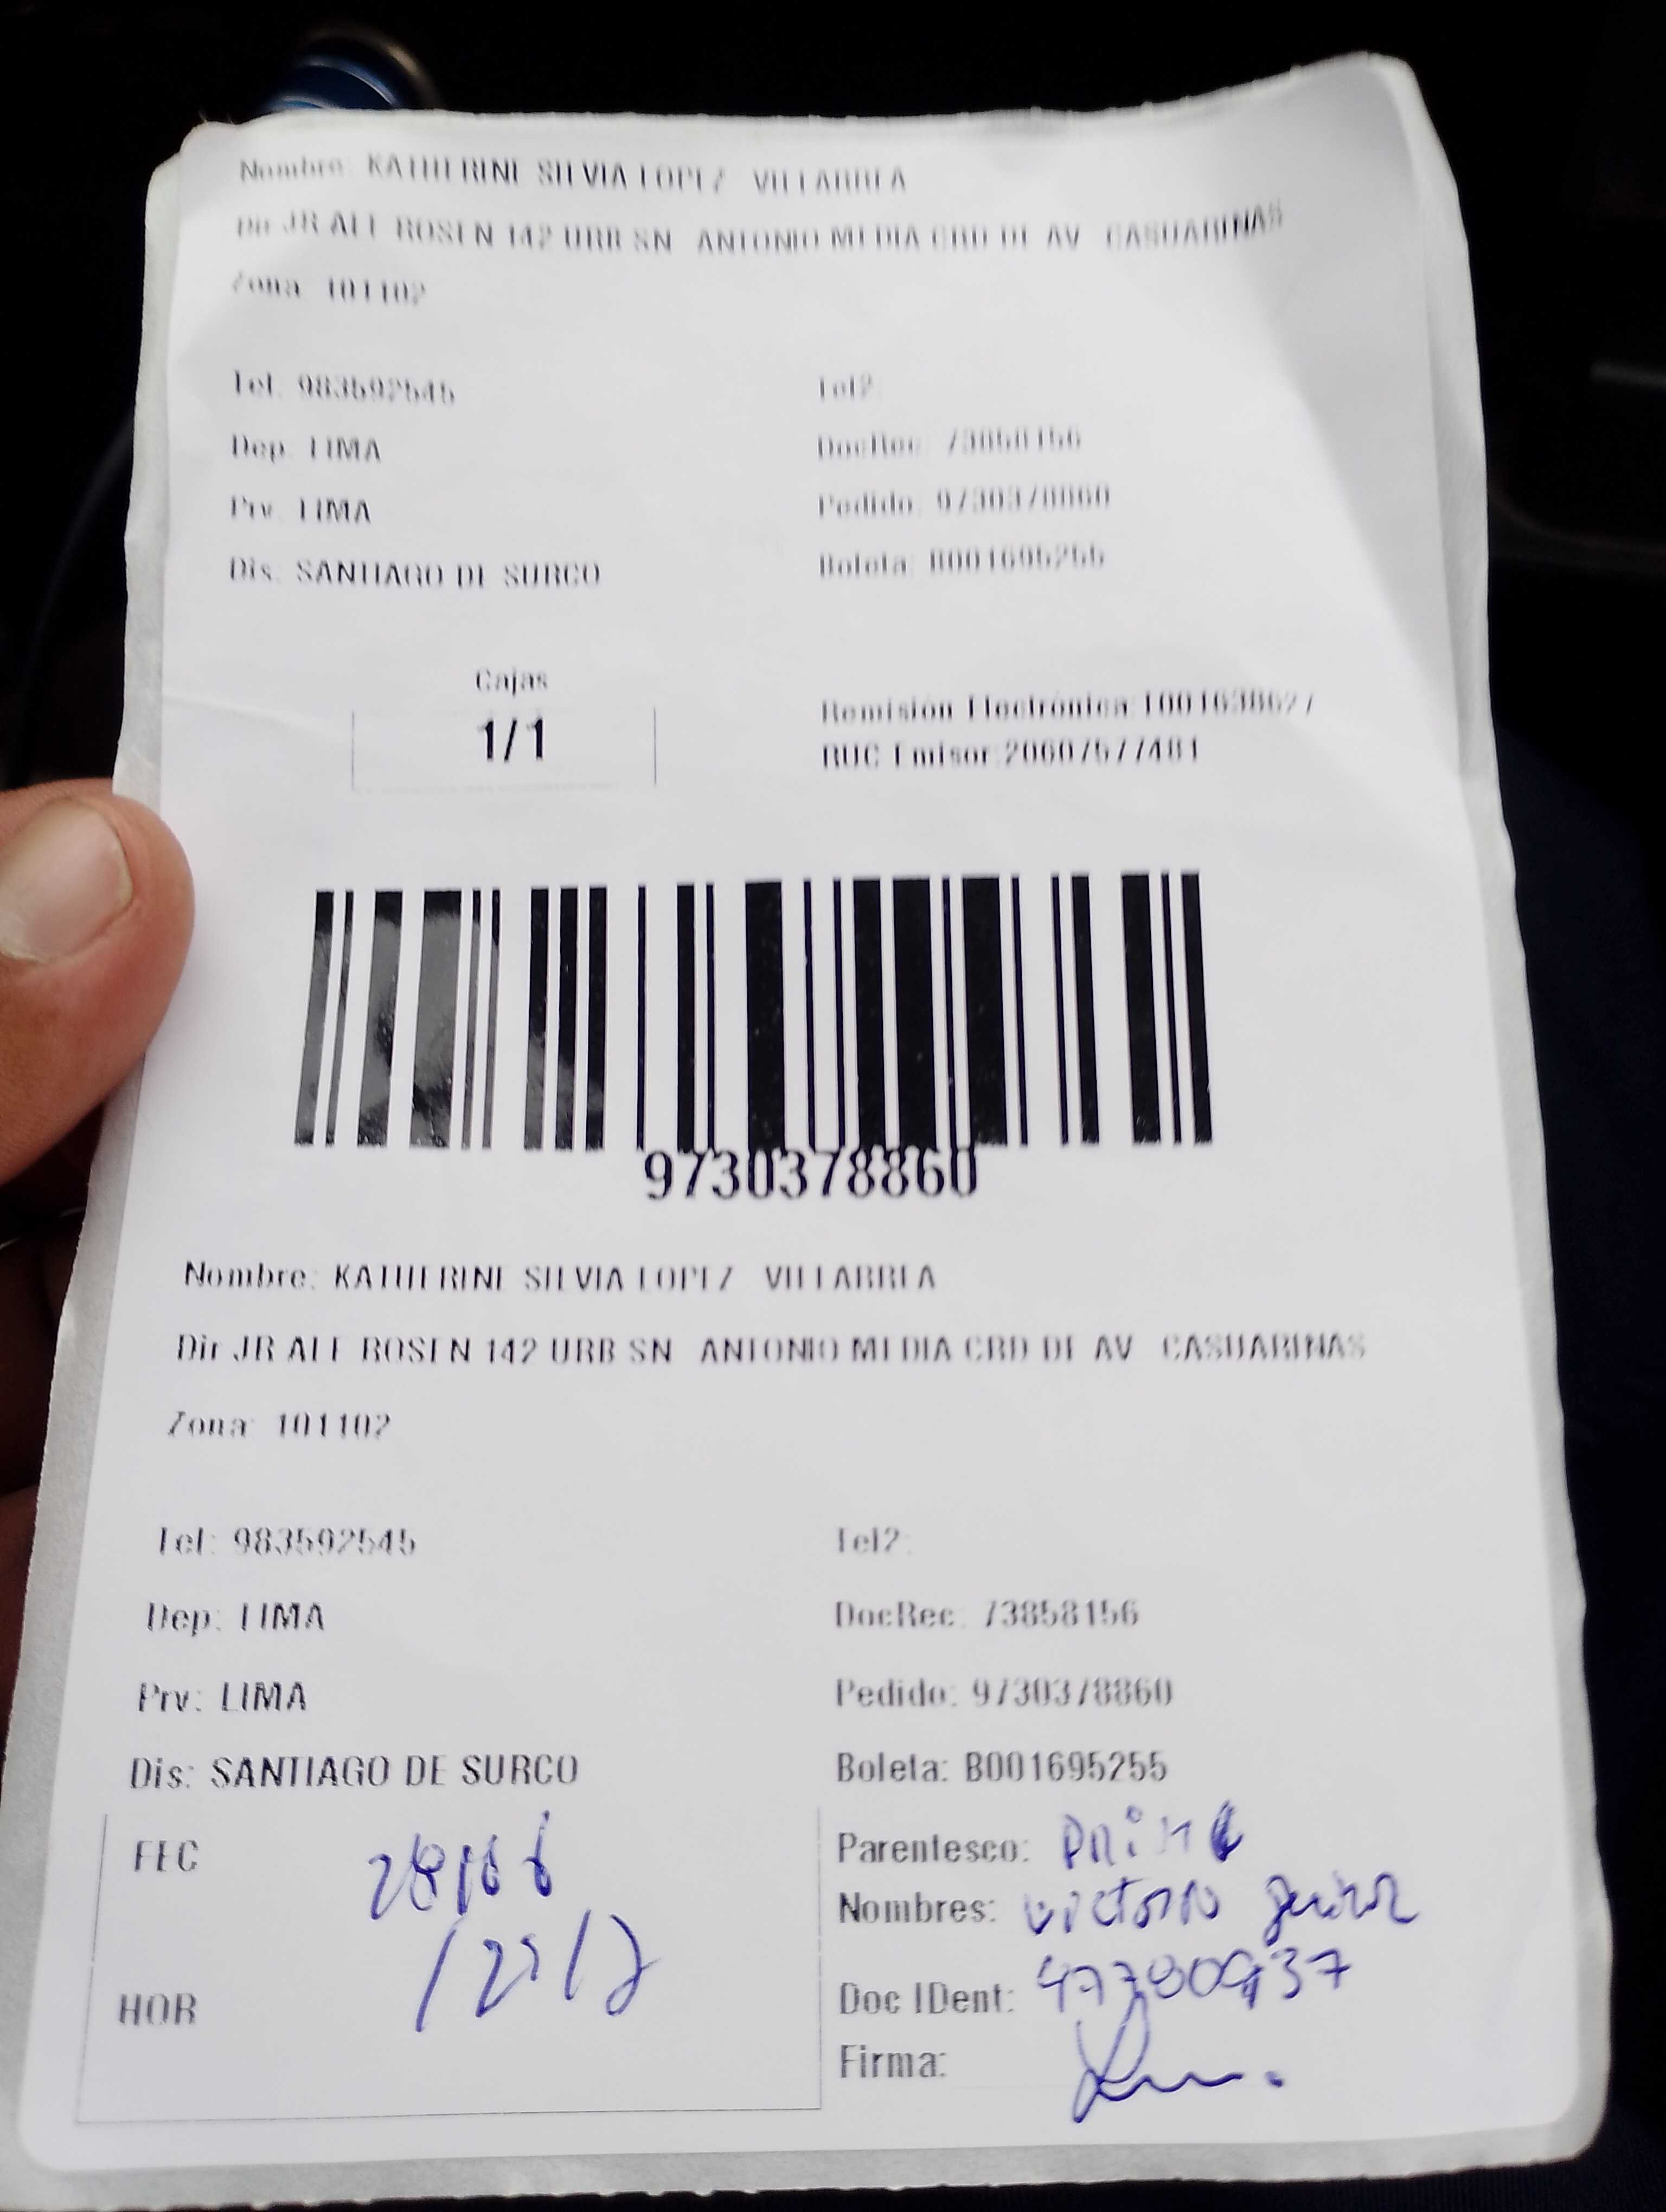 Nombre: KATHERINE SILVIA LOPEZ VILLARREA
Dir JR ALF ROSEN 142 URB SN ANTONIO MEDIA CRD DE AV CASUARINAS
Zona: 101102
Tel: 983592545 Tel2:
Dep: LIMA DocRec: 73858156
Prv: LIMA Pedido: 9730378860
Dis: SANTIAGO DE SURCO Boleta: B001695255
Cajas
1/1
Remisión Electrónica:T001638627
RUC Emisor:20607577481
9730378860
Nombre: KATHERINE SILVIA LOPEZ VILLARREA
Dir JR ALF ROSEN 142 URB SN ANTONIO MEDIA CRD DE AV CASUARINAS
Zona: 101102
Tel: 983592545 Tel2:
Dep: LIMA DocRec: 73858156
Prv: LIMA Pedido: 9730378860
Dis: SANTIAGO DE SURCO Boleta: B001695255
FEC
HOR
Parentesco:
Nombres:
Doc IDent:
Firma: